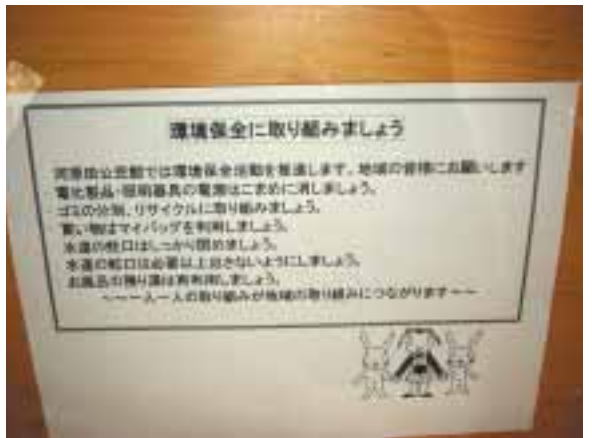 環境保全に取り組みましょう
河原田公民館では環境保全活動を推進します。地域の皆様にお願いします
電化製品・照明器具の電源はこまめに消しましょう。
ゴミの分別、リサイクルに取り組みましょう。
買い物はマイバッグを利用しましょう。
水道の蛇口はしっかり閉めましょう。
水道の蛇口は必要以上出さないようにしましょう。
お風呂の残り湯は再利用しましょう。
～～一人一人の取り組みが地域の取り組みにつながります～～